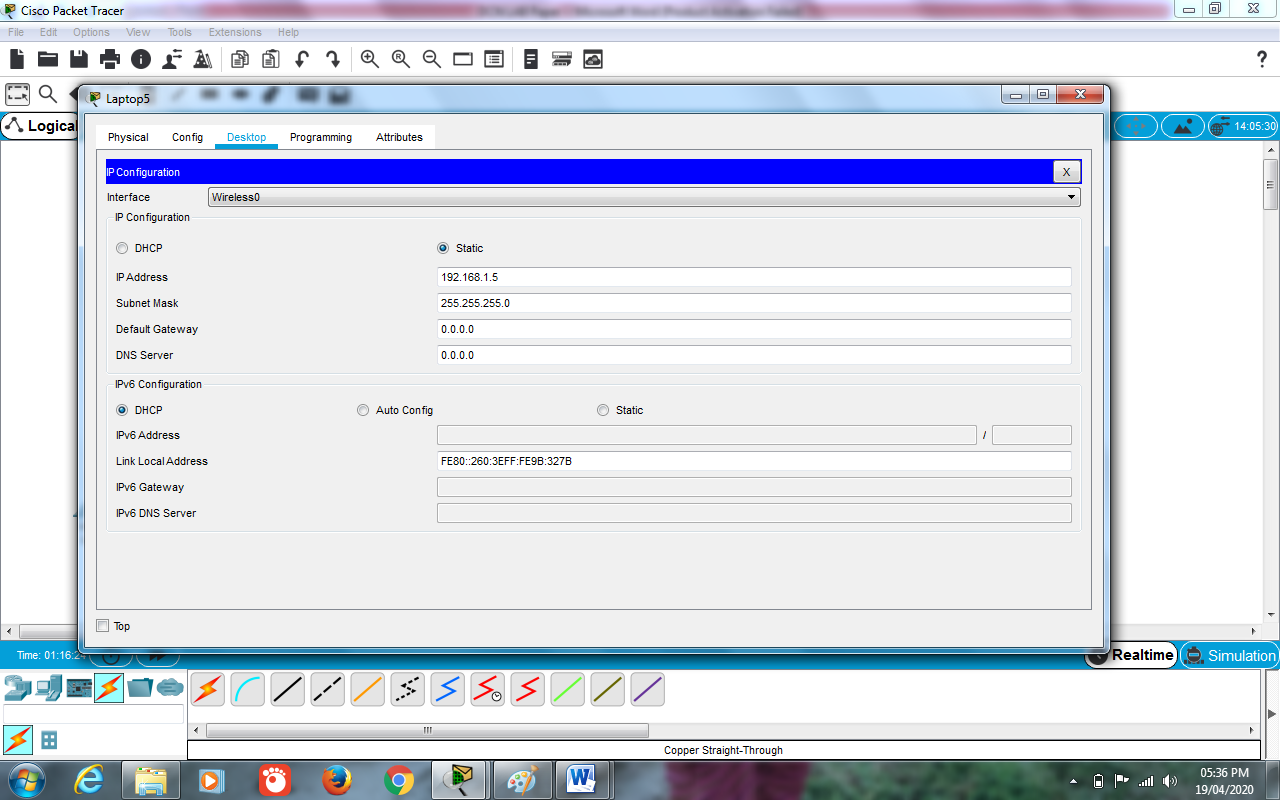 Cisco Packet Tracer
File Edit Options View Tools Extensions Help
Logical
14:05:30
Laptop5
Physical Config Desktop Programming Attributes
IP Configuration X
Interface Wireless0
IP Configuration
DHCP Static
IP Address 192.168.1.5
Subnet Mask 255.255.255.0
Default Gateway 0.0.0.0
DNS Server 0.0.0.0
IPv6 Configuration
DHCP Auto Config Static
IPv6 Address /
Link Local Address FE80::260:3EFF:FE9B:327B
IPv6 Gateway
IPv6 DNS Server
Top
Time: 01:16:24 Realtime Simulation
Copper Straight-Through
05:36 PM
19/04/2020